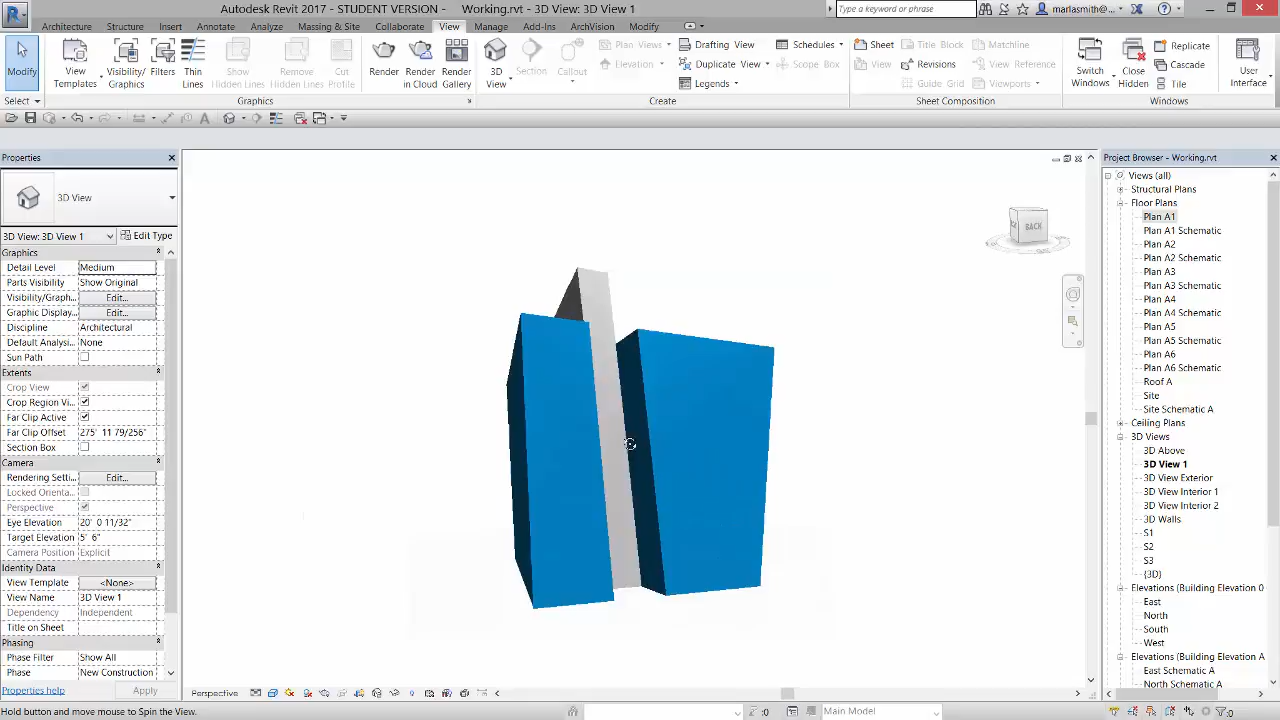 Autodesk Revit 2017 - STUDENT VERSION - Working.rvt - 3D View: 3D View 1
Type a keyword or phrase
marlasmith@...
Architecture Structure Systems Insert Annotate Analyze Massing & Site Collaborate View Manage Add-Ins ArchVision Modify
Modify
View Templates
Visibility/ Graphics
Filters
Thin Lines
Show Hidden Lines
Remove Hidden Lines
Cut Profile
Render
Render in Cloud
Render Gallery
3D View
Section
Callout
Plan Views
Elevation
Drafting View
Duplicate View
Legends
Schedules
Scope Box
Sheet
View
Title Block
Revisions
Guide Grid
Matchline
View Reference
Viewports
Switch Windows
Close Hidden
Replicate
Cascade
Tile
User Interface
Select
Graphics
Create
Sheet Composition
Windows
Properties
3D View
3D View: 3D View 1
Edit Type
Graphics
Detail Level Medium
Parts Visibility Show Original
Visibility/Graph... Edit...
Graphic Display... Edit...
Discipline Architectural
Default Analysi... None
Sun Path
Extents
Crop View
Crop Region Vi...
Far Clip Active
Far Clip Offset 275' 11 79/256"
Section Box
Camera
Rendering Setti... Edit...
Locked Orienta...
Perspective
Eye Elevation 20' 0 11/32"
Target Elevation 5' 6"
Camera Position Explicit
Identity Data
View Template <None>
View Name 3D View 1
Dependency Independent
Title on Sheet
Phasing
Phase Filter Show All
Phase New Construction
Properties help
Apply
BACK
Project Browser - Working.rvt
Views (all)
Structural Plans
Floor Plans
Plan A1
Plan A1 Schematic
Plan A2
Plan A2 Schematic
Plan A3
Plan A3 Schematic
Plan A4
Plan A4 Schematic
Plan A5
Plan A5 Schematic
Plan A6
Plan A6 Schematic
Roof A
Site
Site Schematic A
Ceiling Plans
3D Views
3D Above
3D View 1
3D View Exterior
3D View Interior 1
3D View Interior 2
3D Walls
S1
S2
S3
{3D}
Elevations (Building Elevation 0
East
North
South
West
Elevations (Building Elevation A
East Schematic A
North Schematic A
Perspective
Hold button and move mouse to Spin the View.
:0
Main Model
:0